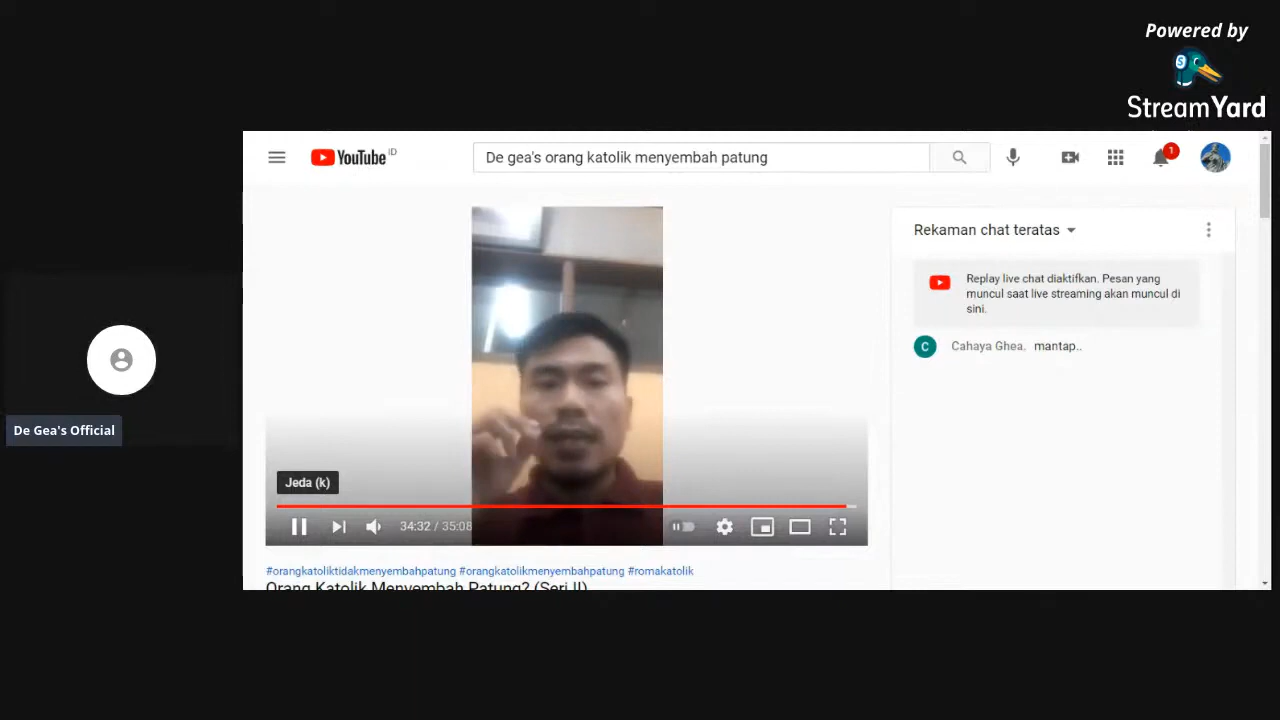 Powered by
StreamYard
YouTube ID
De gea's orang katolik menyembah patung
1
Rekaman chat teratas
Replay live chat diaktifkan. Pesan yang
muncul saat live streaming akan muncul di
sini.
C
Cahaya Ghea. mantap..
De Gea's Official
Jeda (k)
34:32 / 35:08
#orangkatoliktidakmenyembahpatung #orangkatolikmenyembahpatung #romakatolik
Orang Katolik Menyembah Patung? (Seri II)